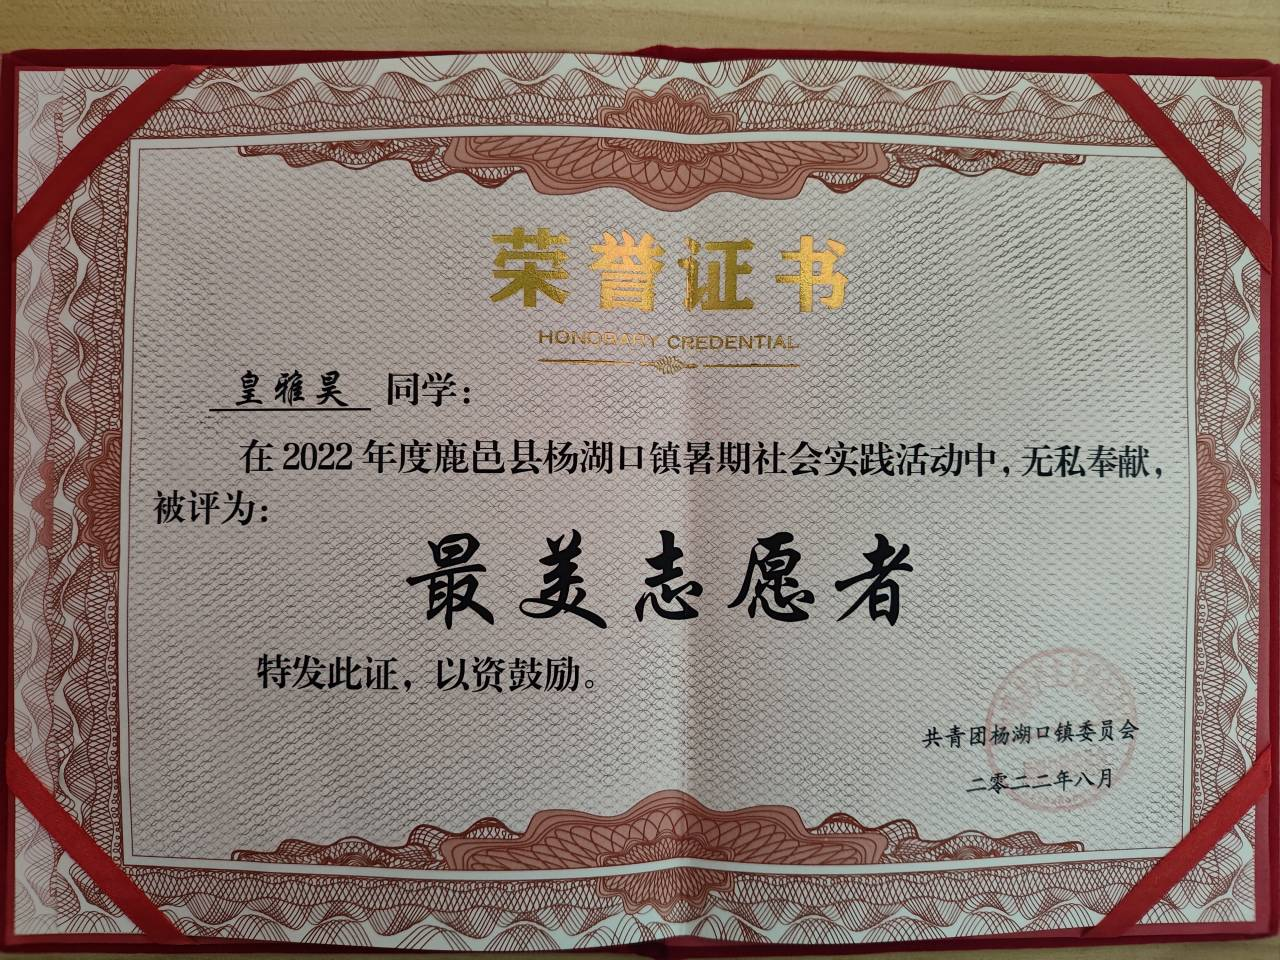 荣誉证书
HONORARY CREDENTIAL
皇雅昊 同学：
在2022年度鹿邑县杨湖口镇暑期社会实践活动中，无私奉献，
被评为：
最美志愿者
特发此证，以资鼓励。
共青团杨湖口镇委员会
二零二二年八月